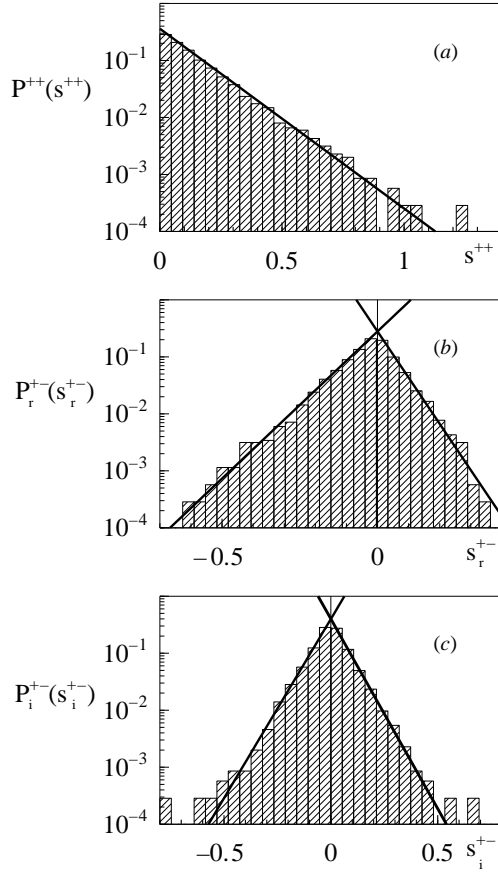 10⁻¹
(a)
P⁺⁺(s⁺⁺)
10⁻²
10⁻³
10⁻⁴
0 0.5 1 s⁺⁺
10⁻¹
(b)
P_r⁺⁻(s_r⁺⁻)
10⁻²
10⁻³
10⁻⁴
−0.5 0 s_r⁺⁻
10⁻¹
(c)
P_i⁺⁻(s_i⁺⁻)
10⁻²
10⁻³
10⁻⁴
−0.5 0 0.5 s_i⁺⁻